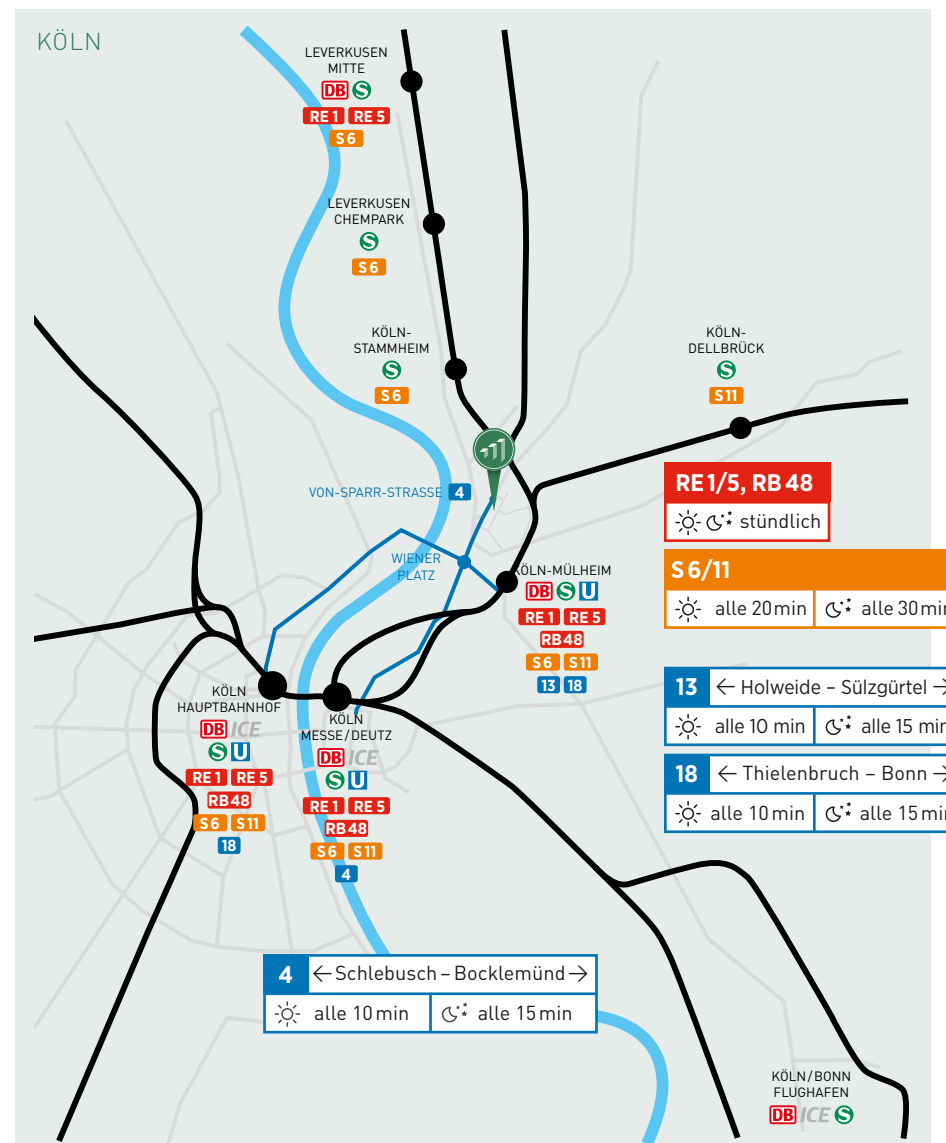 KÖLN
LEVERKUSEN
MITTE
DB S
RE 1 RE 5
S 6
LEVERKUSEN
CHEMPARK
S
S 6
KÖLN-
STAMMHEIM
S
S 6
KÖLN-
DELLBRÜCK
S
S 11
VON-SPARR-STRASSE 4
WIENER
PLATZ
KÖLN-MÜLHEIM
DB S U
RE 1 RE 5
RB 48
S 6 S 11
13 18
RE 1/5, RB 48
stündlich
S 6/11
alle 20 min alle 30 min
13 ← Holweide – Sülzgürtel →
alle 10 min alle 15 min
18 ← Thielenbruch – Bonn →
alle 10 min alle 15 min
KÖLN
HAUPTBAHNHOF
DB ICE
S U
RE 1 RE 5
RB 48
S 6 S 11
18
KÖLN
MESSE/DEUTZ
DB ICE
S U
RE 1 RE 5
RB 48
S 6 S 11
4
4 ← Schlebusch – Bocklemünd →
alle 10 min alle 15 min
KÖLN/BONN
FLUGHAFEN
DB ICE S